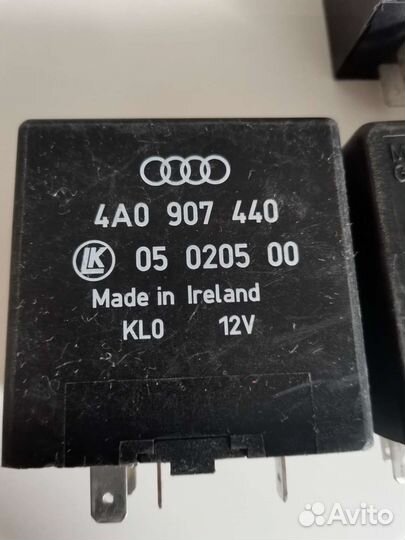 4A0 907 440
LK 05 0205 00
Made in Ireland
KL0 12V
Avito